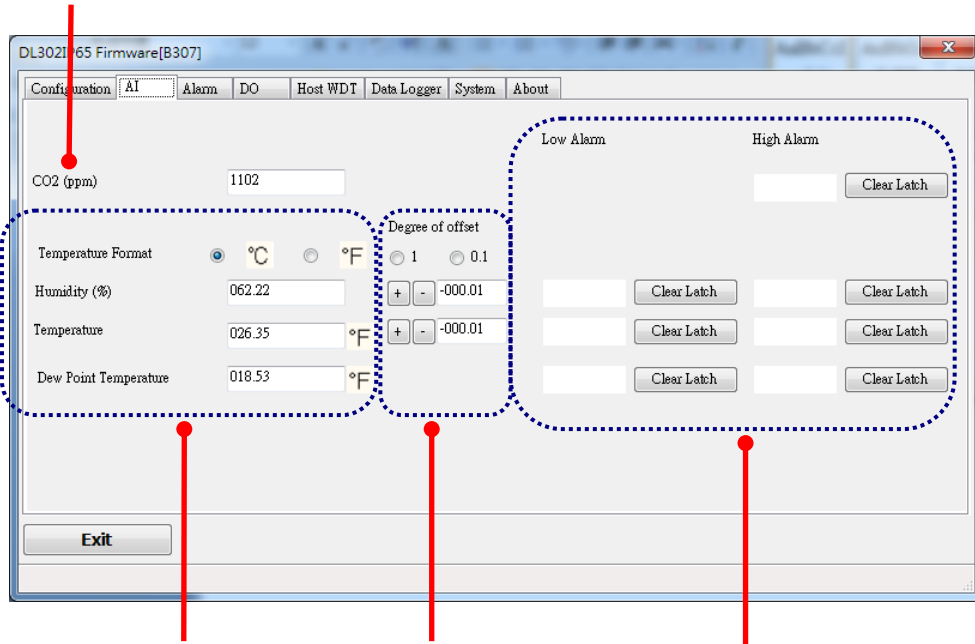 DL302IP65 Firmware[B307]
Configuration AI Alarm DO Host WDT Data Logger System About
Low Alarm High Alarm
CO2 (ppm) 1102 Clear Latch
Degree of offset
Temperature Format °C °F 1 0.1
Humidity (%) 062.22 + - -000.01 Clear Latch Clear Latch
Temperature 026.35 °F + - -000.01 Clear Latch Clear Latch
Dew Point Temperature 018.53 °F Clear Latch Clear Latch
Exit